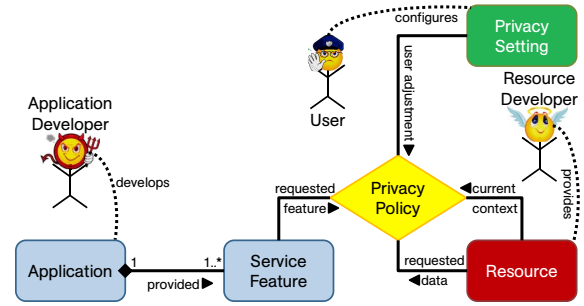 configures
Privacy
Setting
User
user adjustment
Resource
Developer
Application
Developer
develops
provides
requested
feature
Privacy
Policy
current
context
Application
1
1..*
provided
Service
Feature
requested
data
Resource